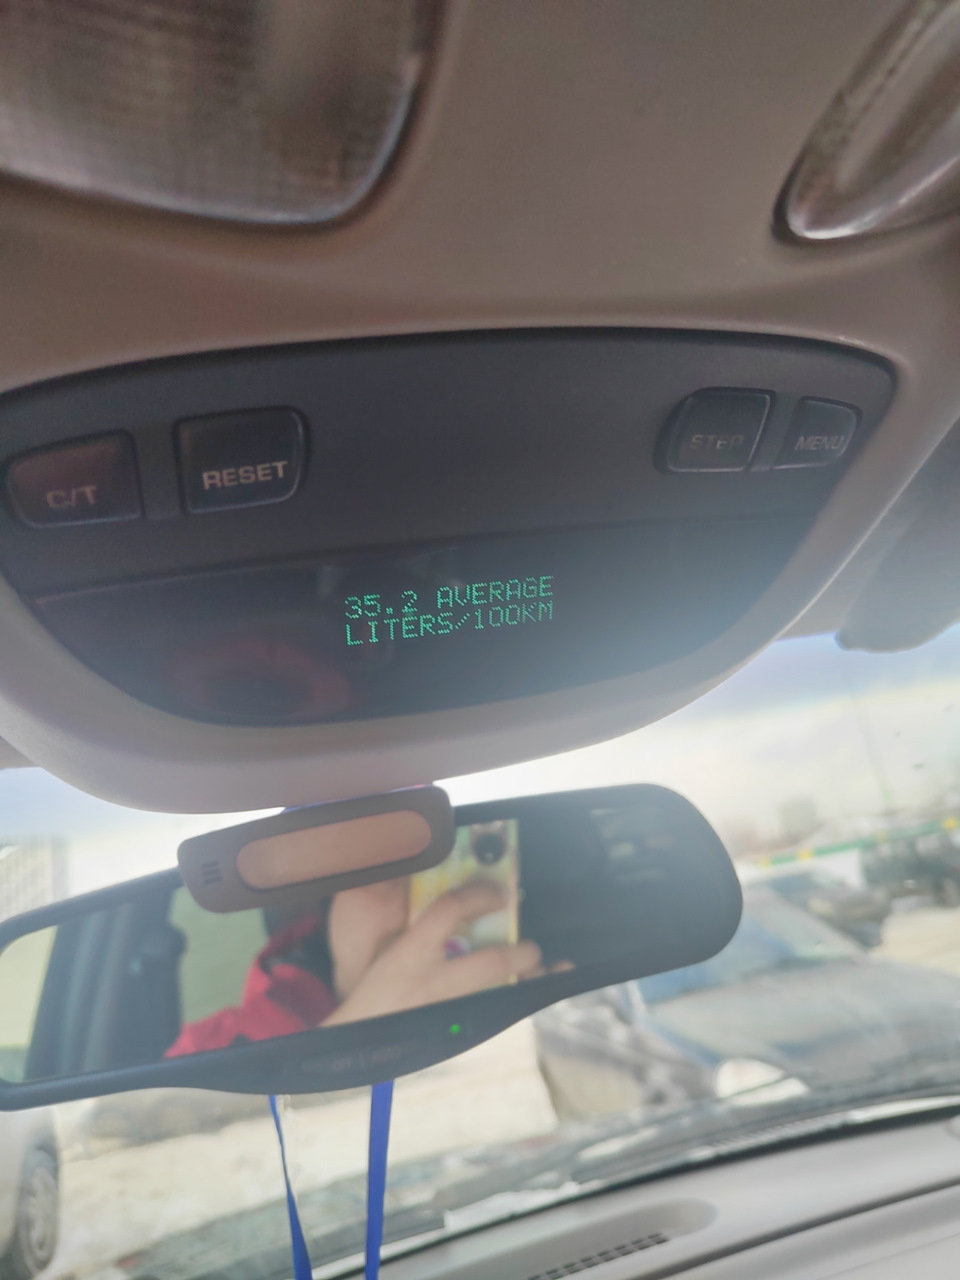 C/T
RESET
STEP
MENU
35.2 AVERAGE
LITERS/100KM